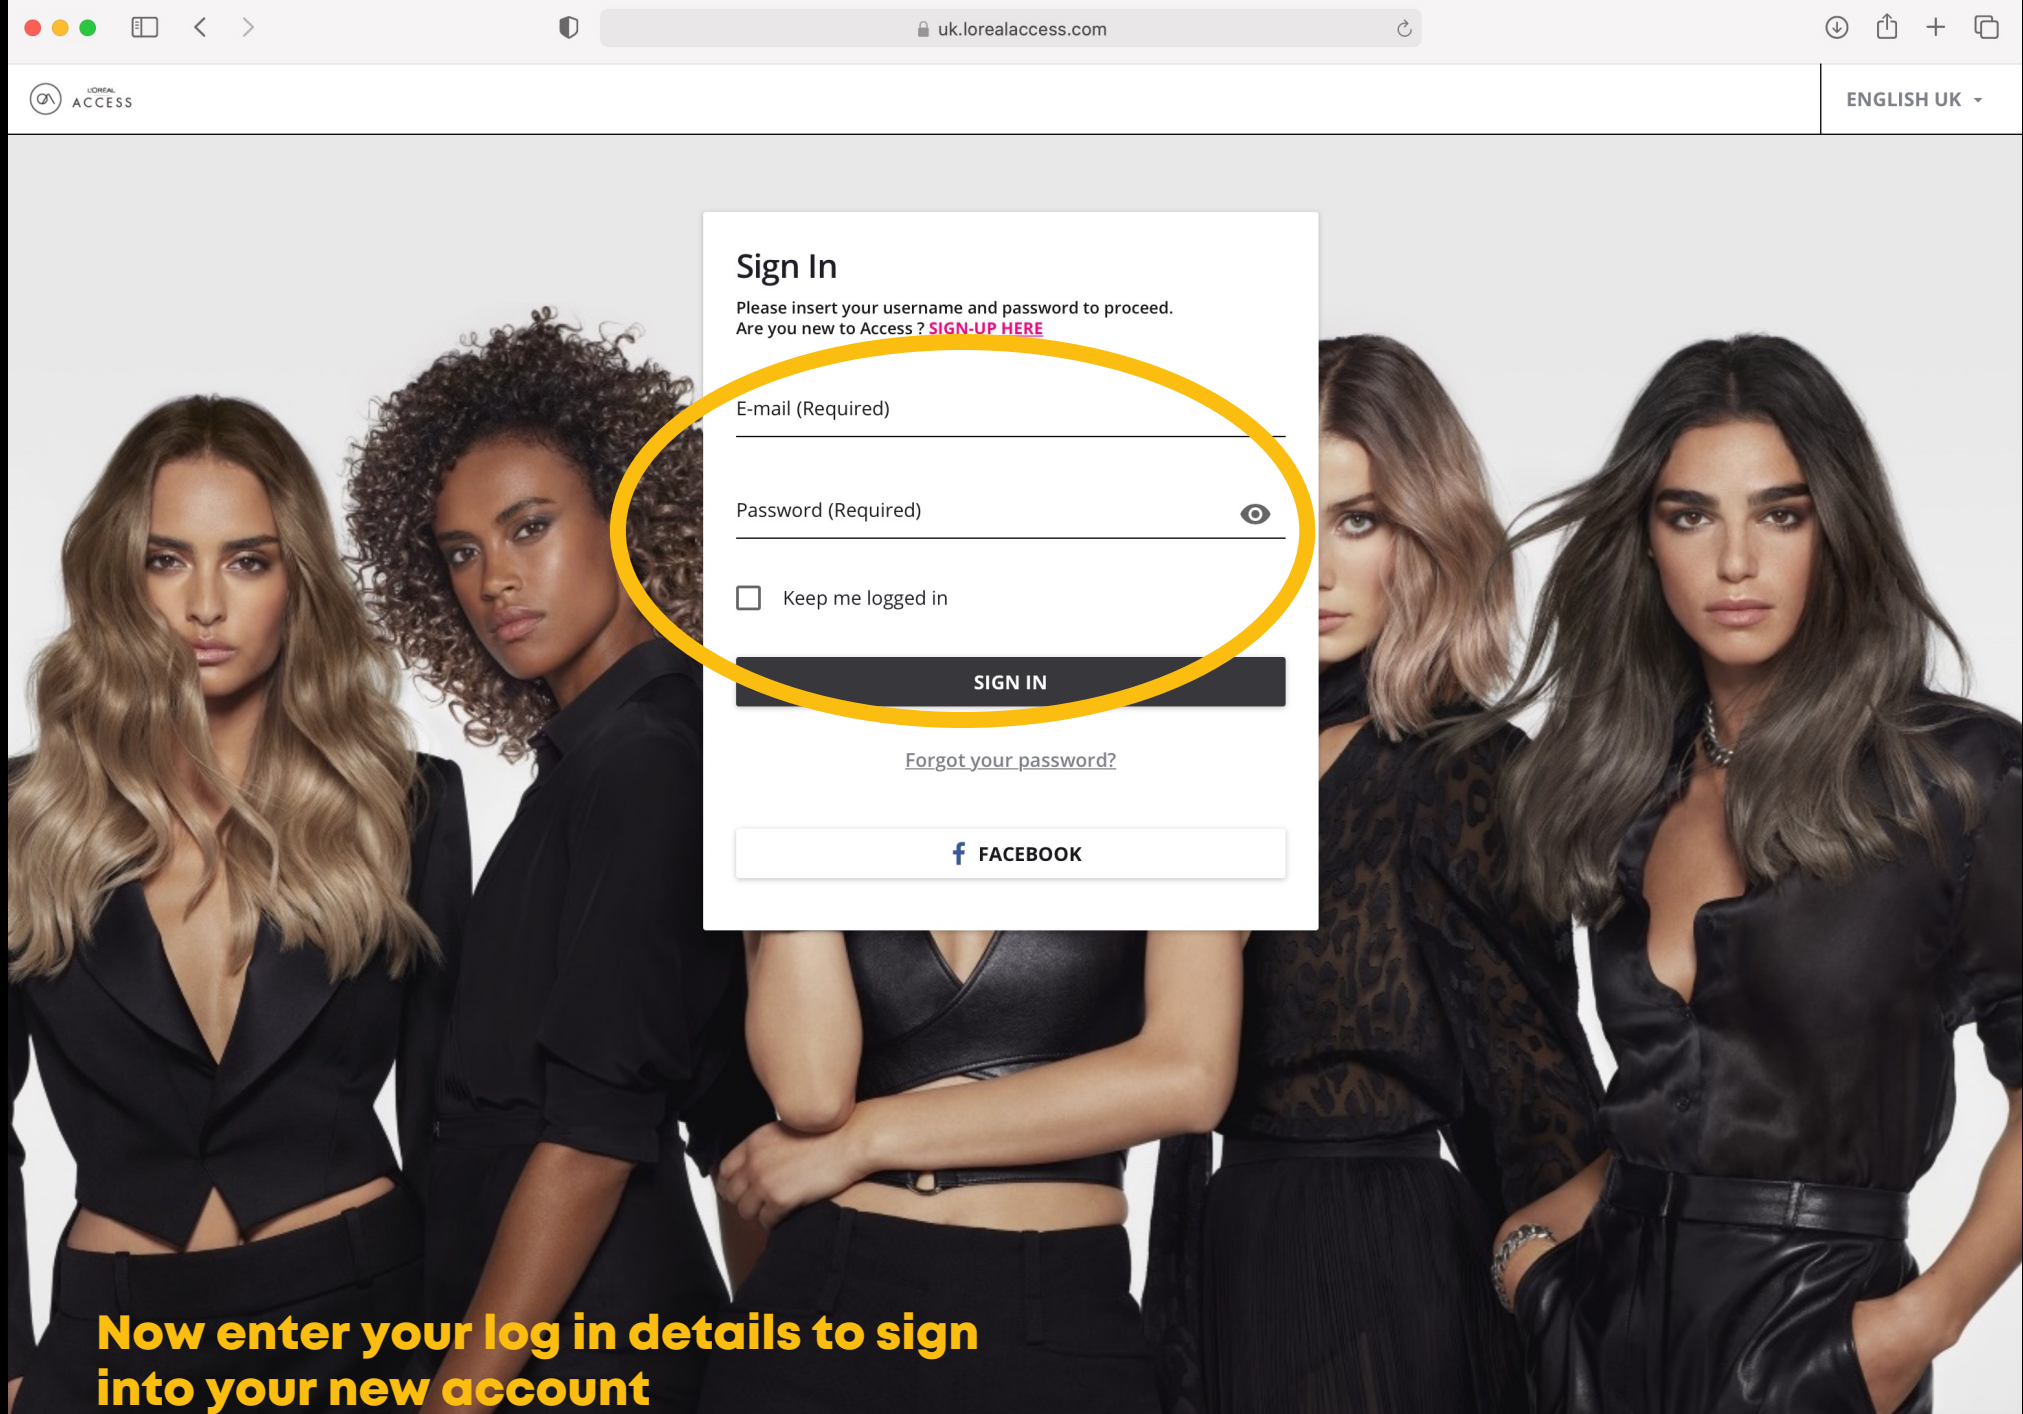 uk.lorealaccess.com
L'ORÉAL
ACCESS
ENGLISH UK
Sign In
Please insert your username and password to proceed.
Are you new to Access ? SIGN-UP HERE
E-mail (Required)
Password (Required)
Keep me logged in
SIGN IN
Forgot your password?
f FACEBOOK
Now enter your log in details to sign
into your new account